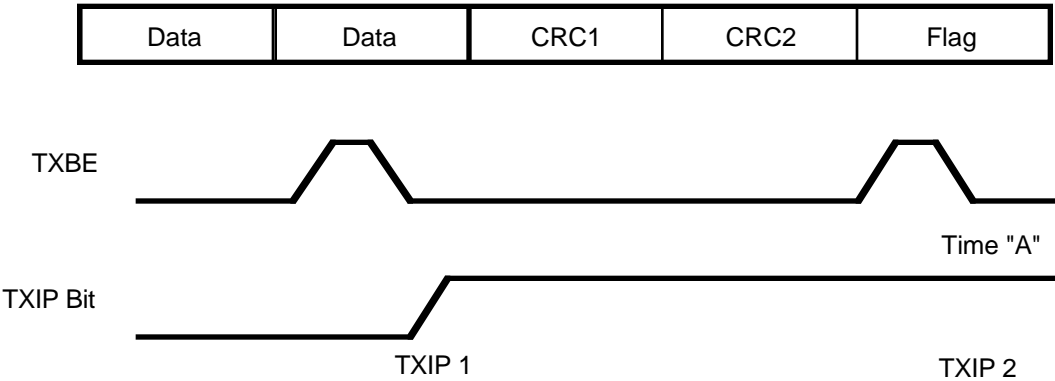 Data Data CRC1 CRC2 Flag
TXBE
Time "A"
TXIP Bit
TXIP 1 TXIP 2